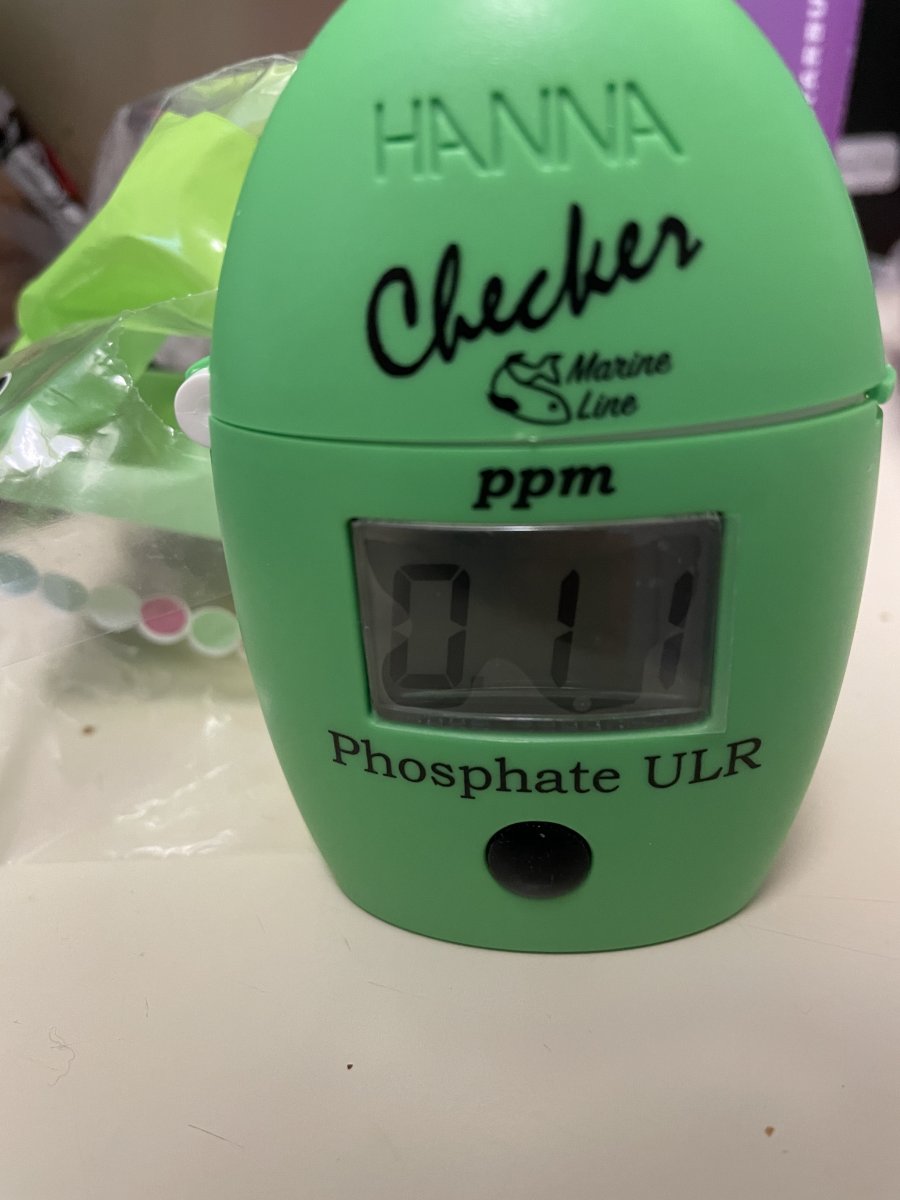 HANNA
Checker
Marine
Line
ppm
0.11
Phosphate ULR